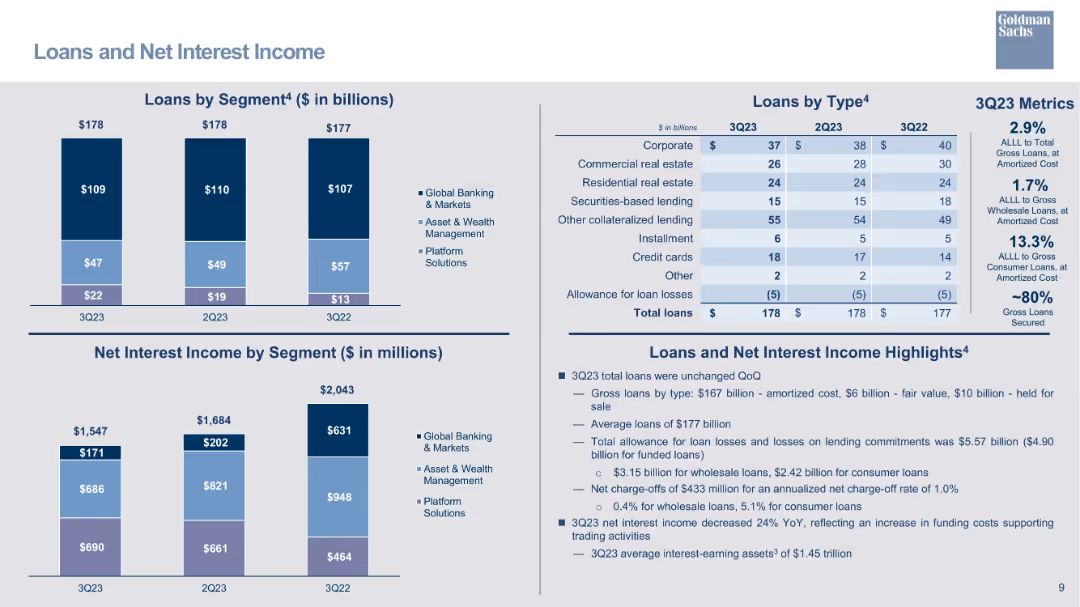 Goldman
Sachs
Loans and Net Interest Income
Loans by Segment⁴ ($ in billions)
$178
$178
$177
$109
$110
$107
$47
$49
$57
$22
$19
$13
3Q23
2Q23
3Q22
Global Banking
& Markets
Asset & Wealth
Management
Platform
Solutions
Net Interest Income by Segment ($ in millions)
$1,547
$1,684
$2,043
$171
$202
$631
$686
$821
$948
$690
$661
$464
3Q23
2Q23
3Q22
Global Banking
& Markets
Asset & Wealth
Management
Platform
Solutions
Loans by Type⁴
$ in billions 3Q23 2Q23 3Q22
Corporate $ 37 $ 38 $ 40
Commercial real estate 26 28 30
Residential real estate 24 24 24
Securities-based lending 15 15 18
Other collateralized lending 55 54 49
Installment 6 5 5
Credit cards 18 17 14
Other 2 2 2
Allowance for loan losses (5) (5) (5)
Total loans $ 178 $ 178 $ 177
3Q23 Metrics
2.9%
ALLL to Total
Gross Loans, at
Amortized Cost
1.7%
ALLL to Gross
Wholesale Loans, at
Amortized Cost
13.3%
ALLL to Gross
Consumer Loans, at
Amortized Cost
~80%
Gross Loans
Secured
Loans and Net Interest Income Highlights⁴
■ 3Q23 total loans were unchanged QoQ
— Gross loans by type: $167 billion - amortized cost, $6 billion - fair value, $10 billion - held for
sale
— Average loans of $177 billion
— Total allowance for loan losses and losses on lending commitments was $5.57 billion ($4.90
billion for funded loans)
○ $3.15 billion for wholesale loans, $2.42 billion for consumer loans
— Net charge-offs of $433 million for an annualized net charge-off rate of 1.0%
○ 0.4% for wholesale loans, 5.1% for consumer loans
■ 3Q23 net interest income decreased 24% YoY, reflecting an increase in funding costs supporting
trading activities
— 3Q23 average interest-earning assets³ of $1.45 trillion
9